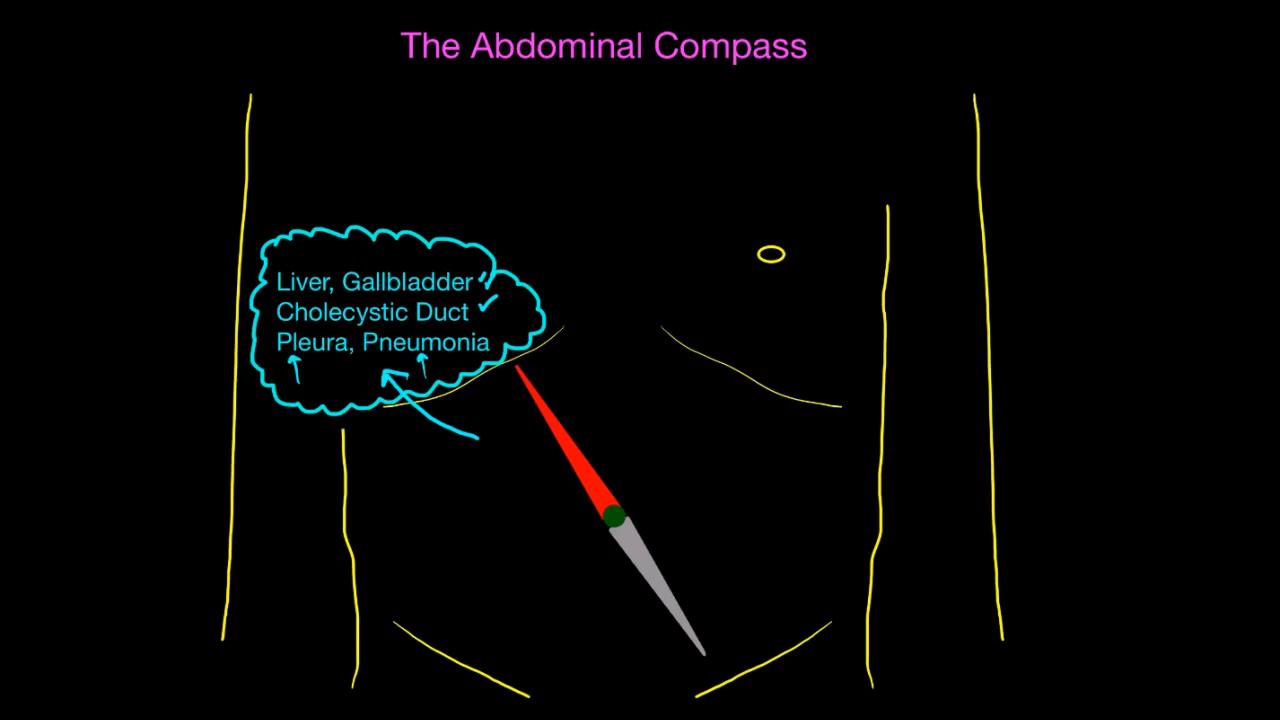 The Abdominal Compass
Liver, Gallbladder
Cholecystic Duct
Pleura, Pneumonia